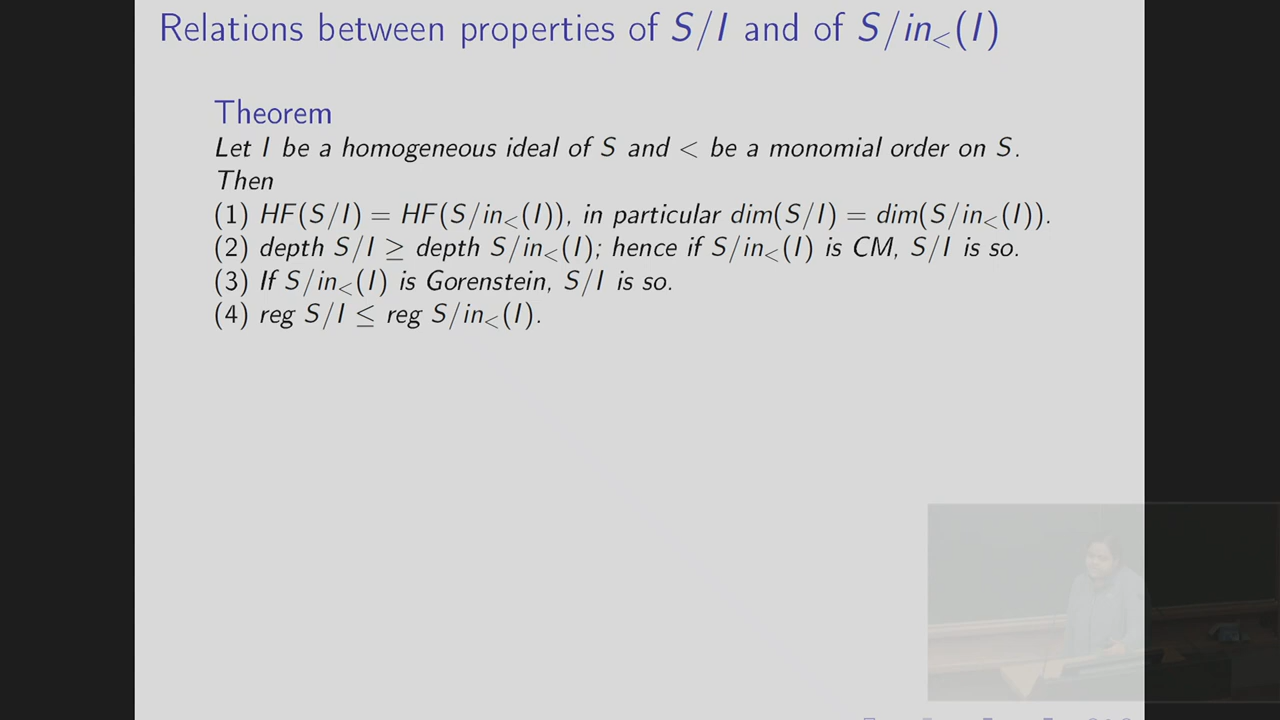 Relations between properties of S/I and of S/in<(I)
Theorem
Let I be a homogeneous ideal of S and < be a monomial order on S.
Then
(1) HF(S/I) = HF(S/in<(I)), in particular dim(S/I) = dim(S/in<(I)).
(2) depth S/I ≥ depth S/in<(I); hence if S/in<(I) is CM, S/I is so.
(3) If S/in<(I) is Gorenstein, S/I is so.
(4) reg S/I ≤ reg S/in<(I).